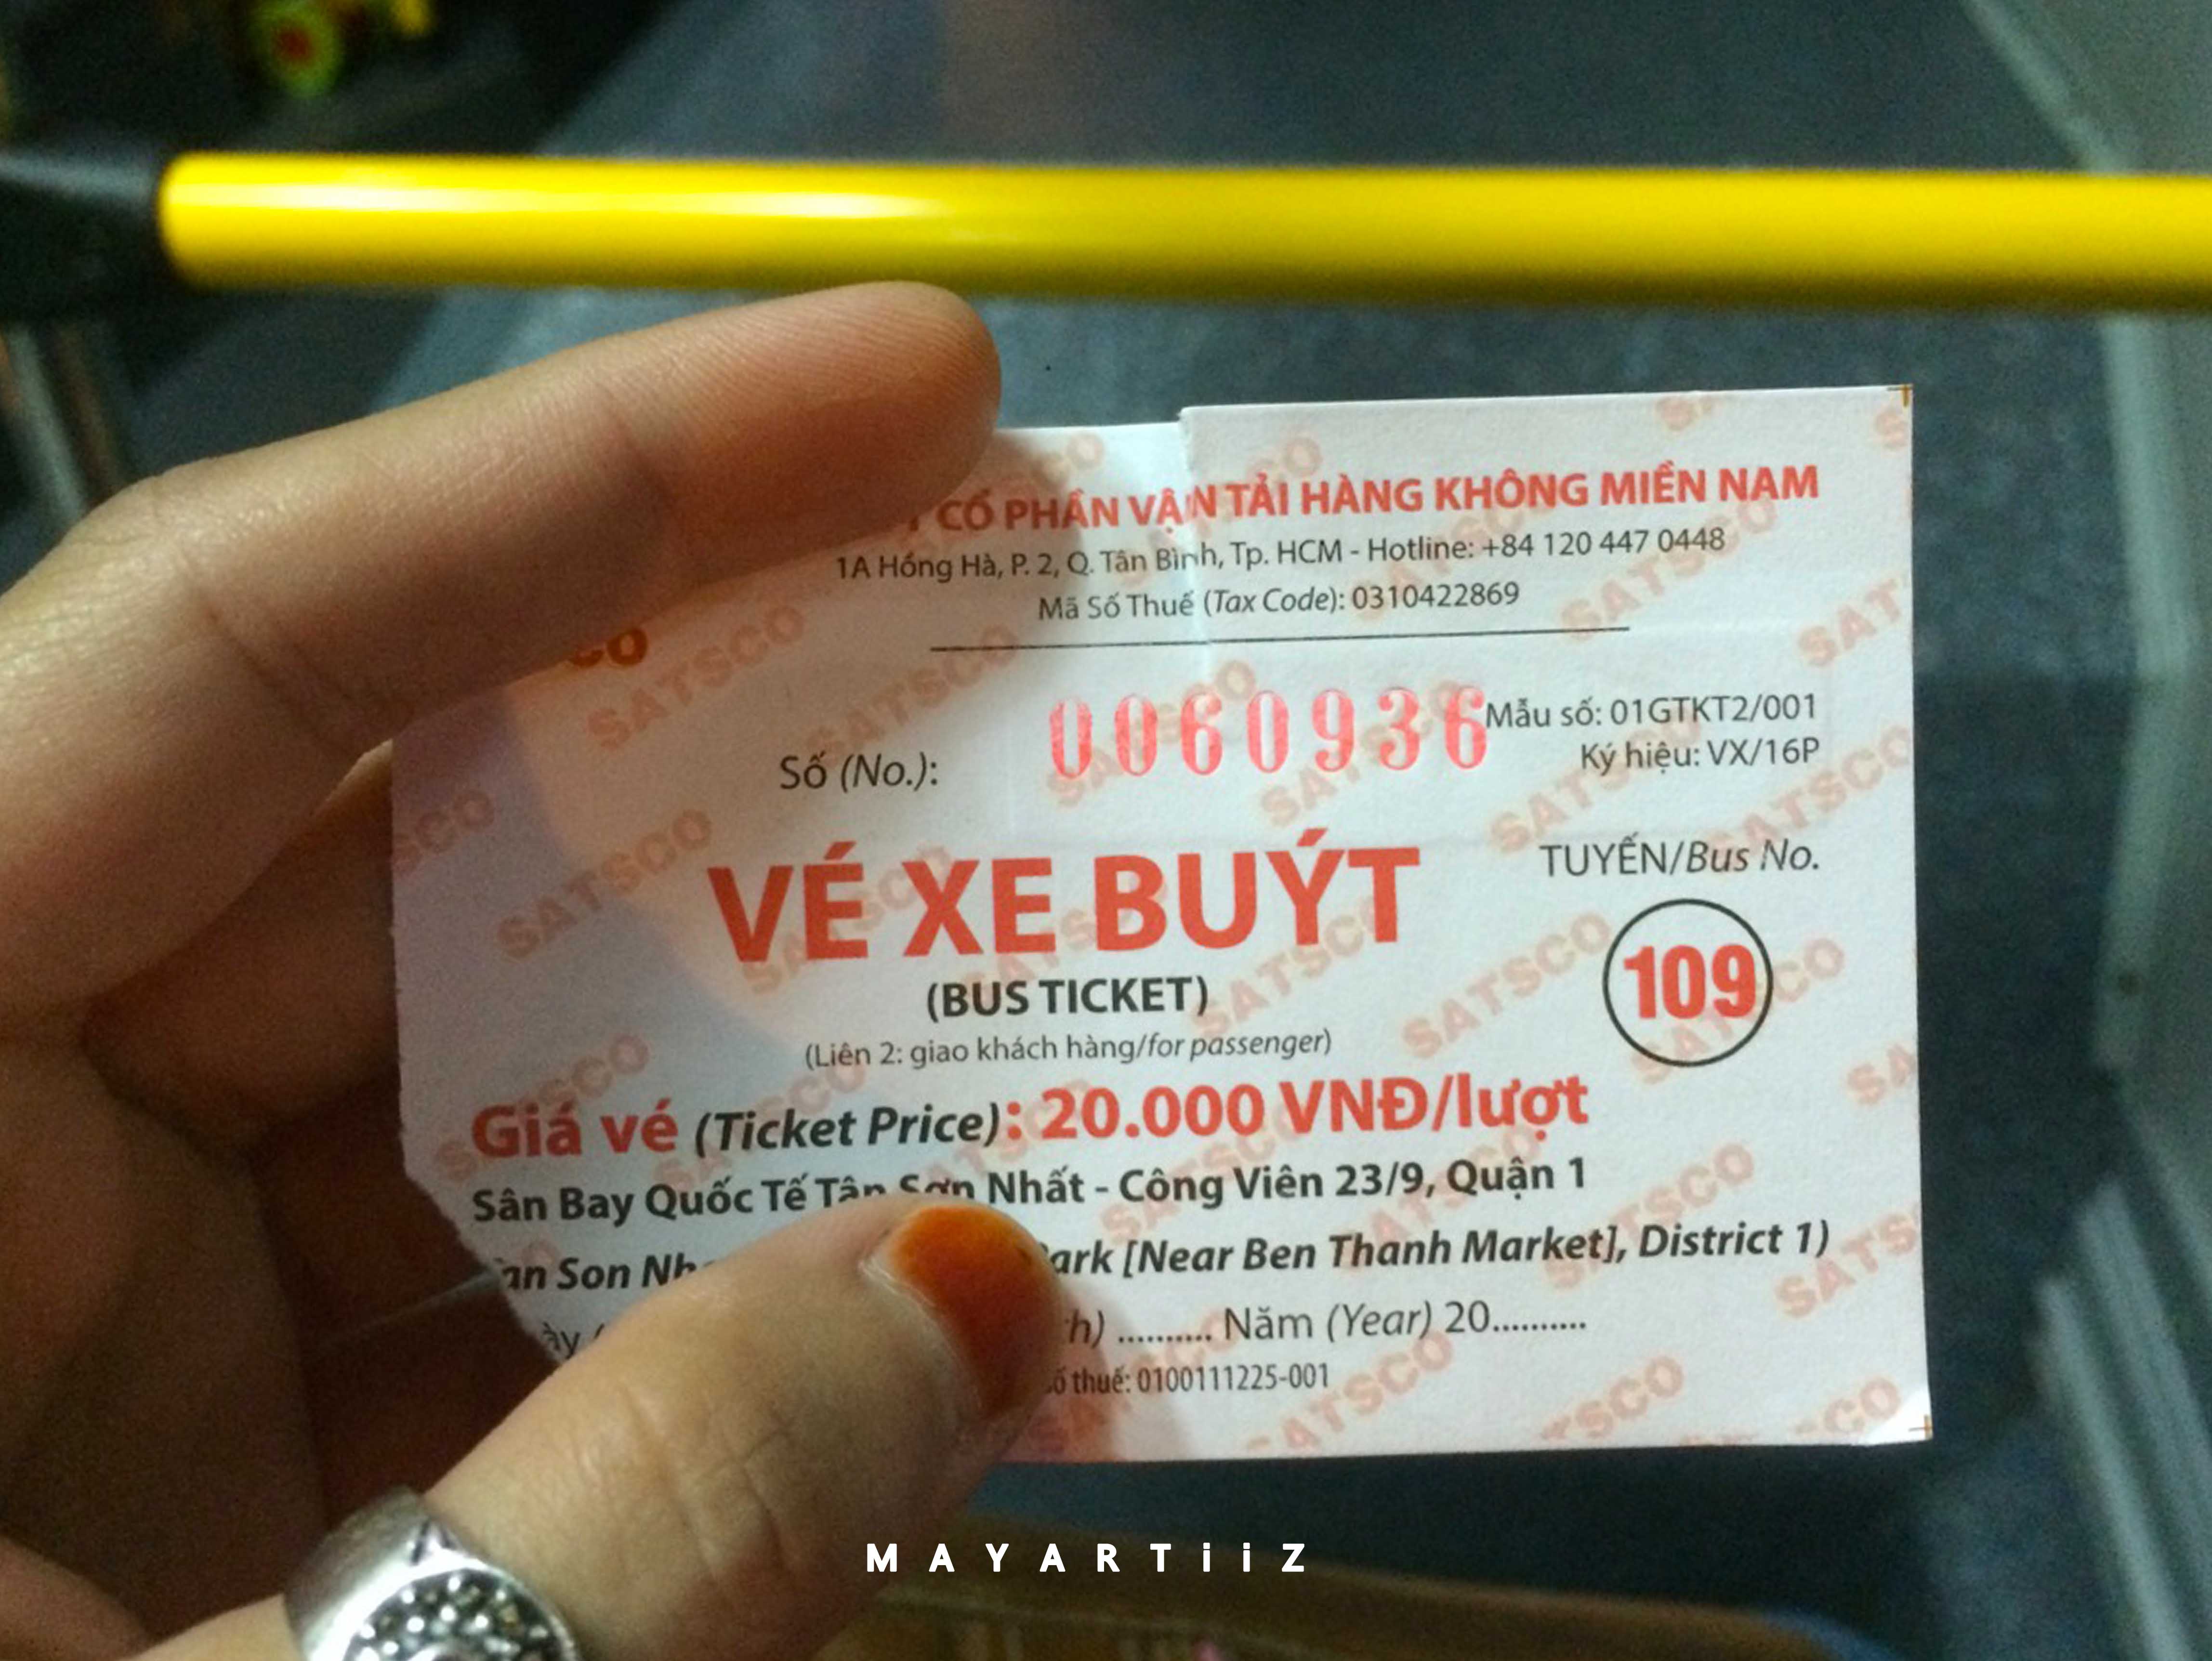 CỔ PHẦN VẬN TẢI HÀNG KHÔNG MIỀN NAM
1A Hồng Hà, P. 2, Q. Tân Bình, Tp. HCM - Hotline: +84 120 447 0448
Mã Số Thuế (Tax Code): 0310422869
Số (No.): 0060936
Mẫu số: 01GTKT2/001
Ký hiệu: VX/16P
VÉ XE BUÝT
TUYẾN/Bus No.
109
(BUS TICKET)
(Liên 2: giao khách hàng/for passenger)
Giá vé (Ticket Price): 20.000 VNĐ/lượt
Sân Bay Quốc Tế Tân Sơn Nhất - Công Viên 23/9, Quận 1
Son [Near Ben Thanh Market], District 1)
.......... Năm (Year) 20..........
thuế: 0100111225-001
SATSCO
MAYARTiiZ